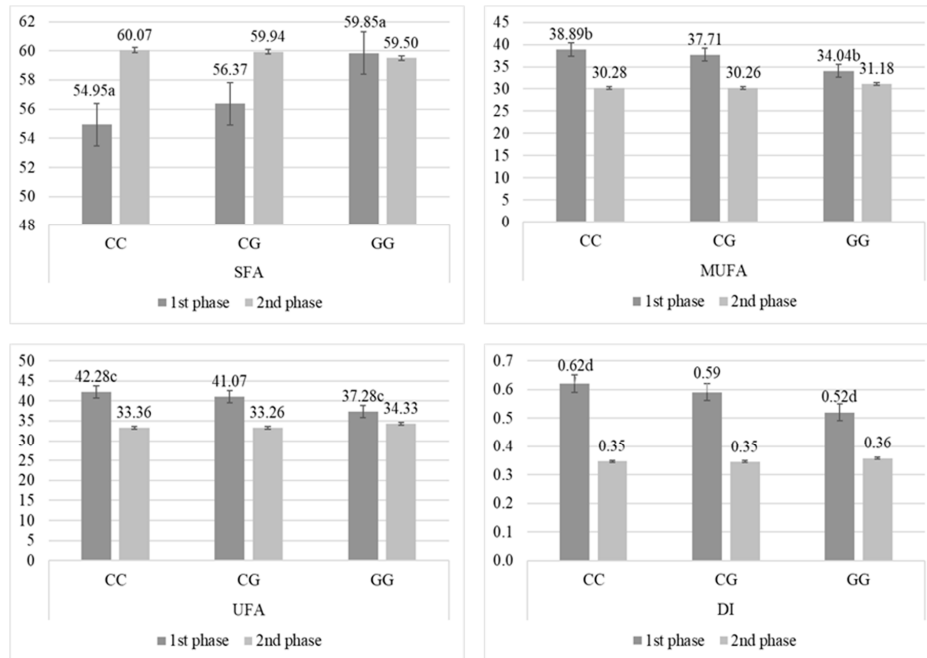 62
60
58
56
54
52
50
48
54.95a
60.07
56.37
59.94
59.85a
59.50
CC
CG
GG
SFA
1st phase
2nd phase
45
40
35
30
25
20
15
10
5
0
38.89b
30.28
37.71
30.26
34.04b
31.18
CC
CG
GG
MUFA
1st phase
2nd phase
50
45
40
35
30
25
20
15
10
5
0
42.28c
33.36
41.07
33.26
37.28c
34.33
CC
CG
GG
UFA
1st phase
2nd phase
0.7
0.6
0.5
0.4
0.3
0.2
0.1
0.0
0.62d
0.35
0.59
0.35
0.52d
0.36
CC
CG
GG
DI
1st phase
2nd phase